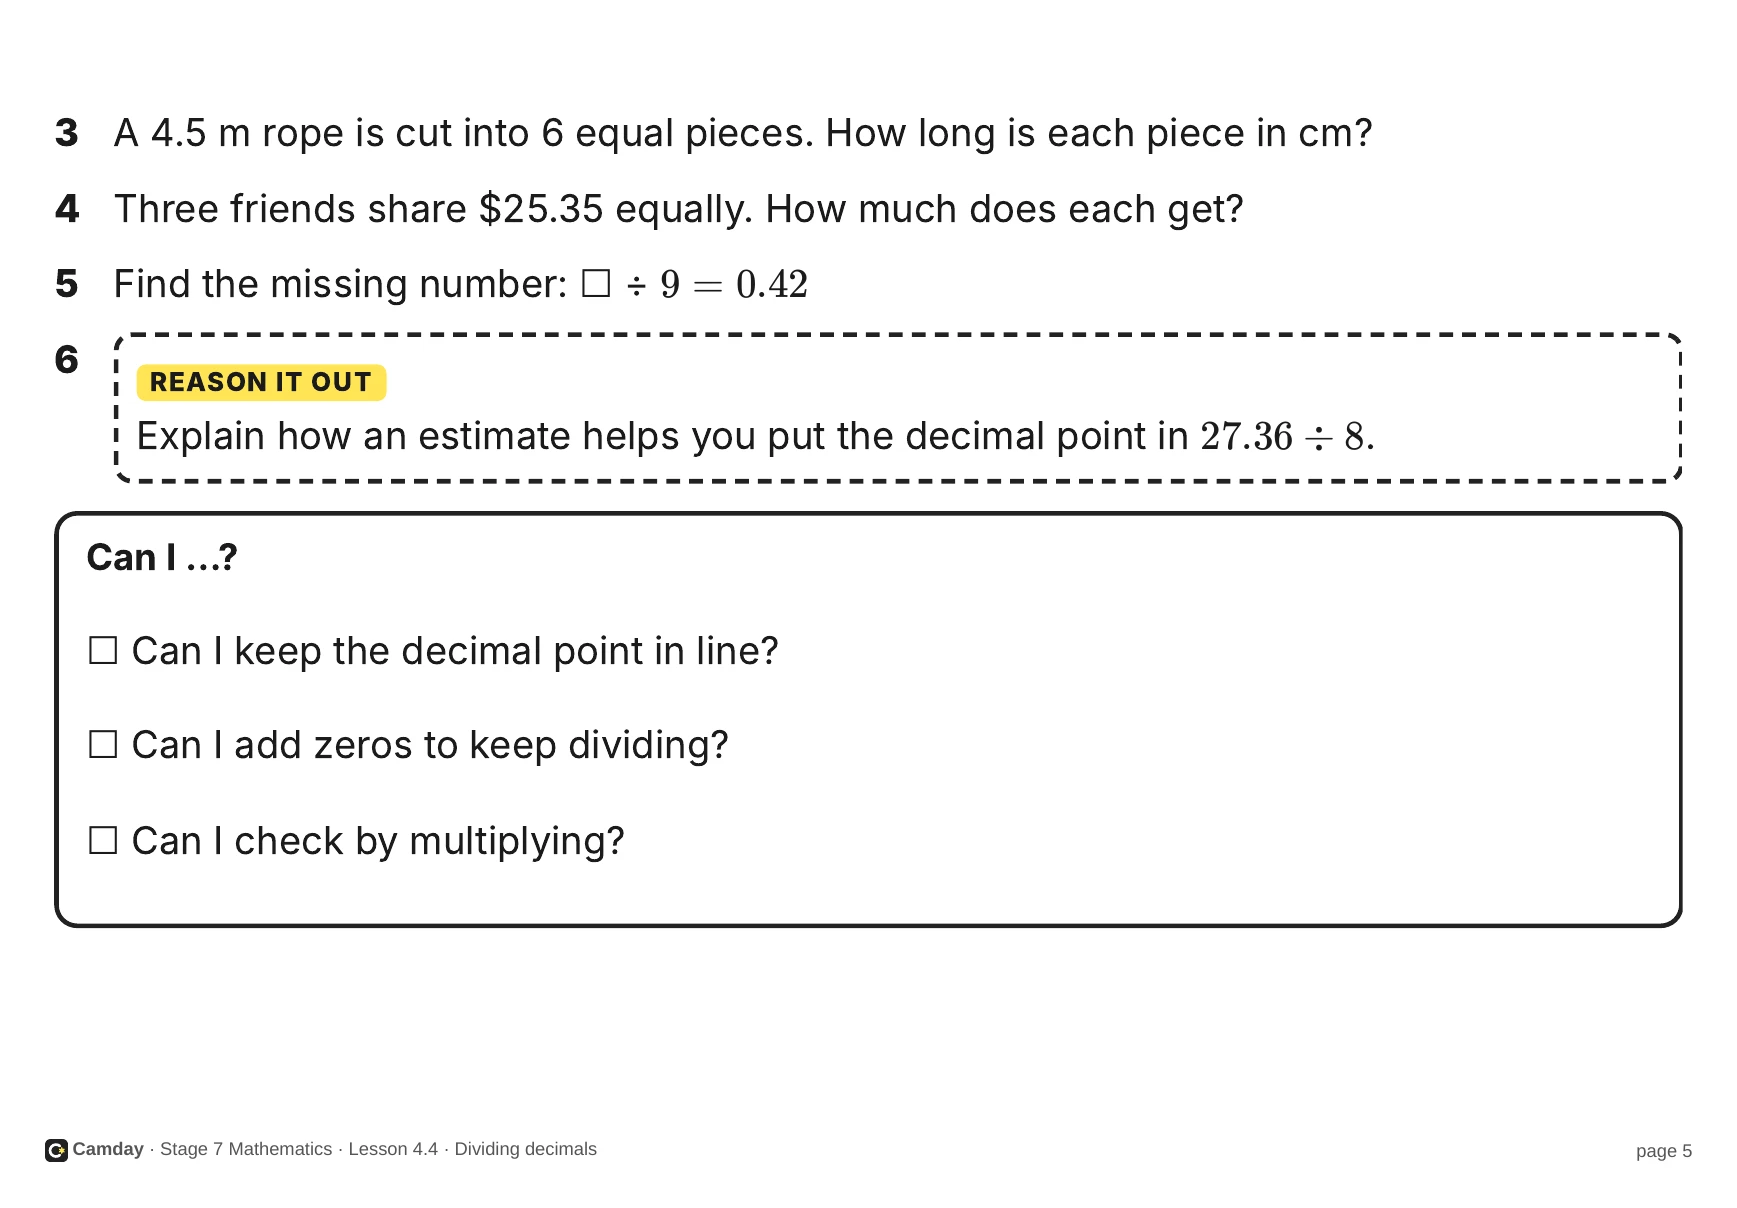 3 A 4.5 m rope is cut into 6 equal pieces. How long is each piece in cm?
4 Three friends share $25.35 equally. How much does each get?
5 Find the missing number: □ ÷ 9 = 0.42
6
REASON IT OUT
Explain how an estimate helps you put the decimal point in 27.36 ÷ 8.
Can I …?
☐ Can I keep the decimal point in line?
☐ Can I add zeros to keep dividing?
☐ Can I check by multiplying?
Camday · Stage 7 Mathematics · Lesson 4.4 · Dividing decimals page 5